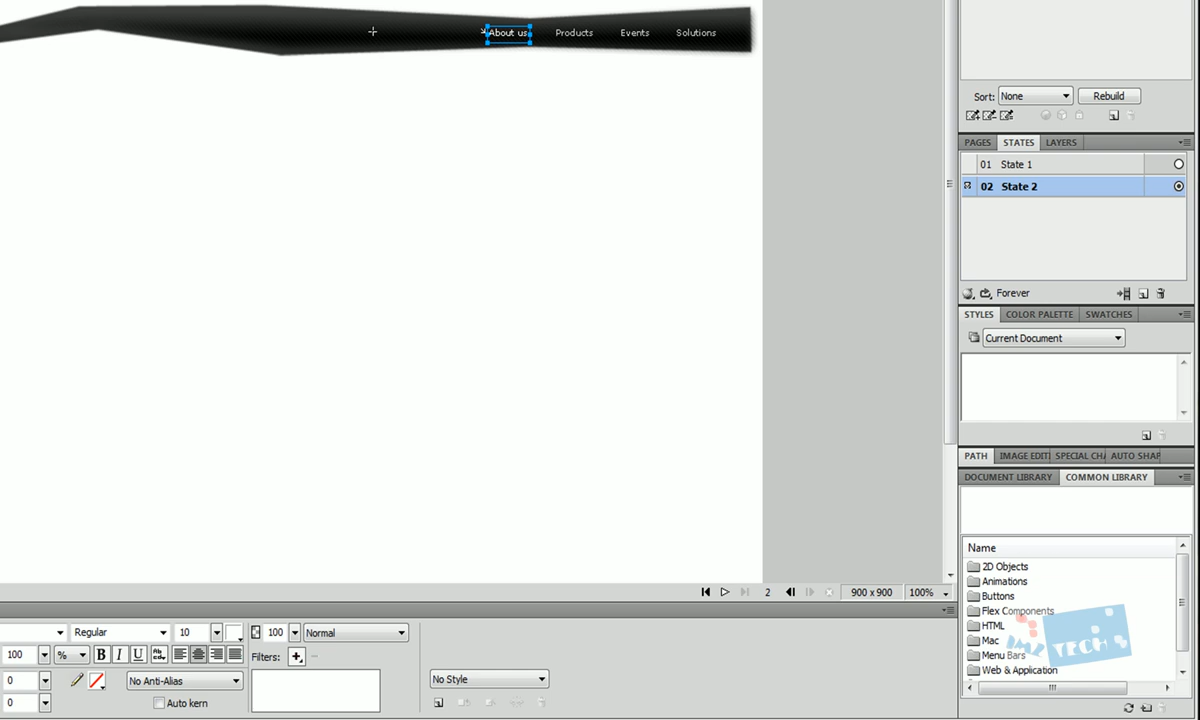 About us Products Events Solutions
Sort: None Rebuild
PAGES STATES LAYERS
01 State 1
02 State 2
Forever
STYLES COLOR PALETTE SWATCHES
Current Document
PATH IMAGE EDIT SPECIAL CHA AUTO SHAP
DOCUMENT LIBRARY COMMON LIBRARY
Name
2D Objects
Animations
Buttons
Flex Components
HTML
Mac
Menu Bars
Web & Application
TECH
2 900 x 900 100%
Regular 10 100 Normal
100 % B I U Filters:
0 No Anti-Alias No Style
0 Auto kern